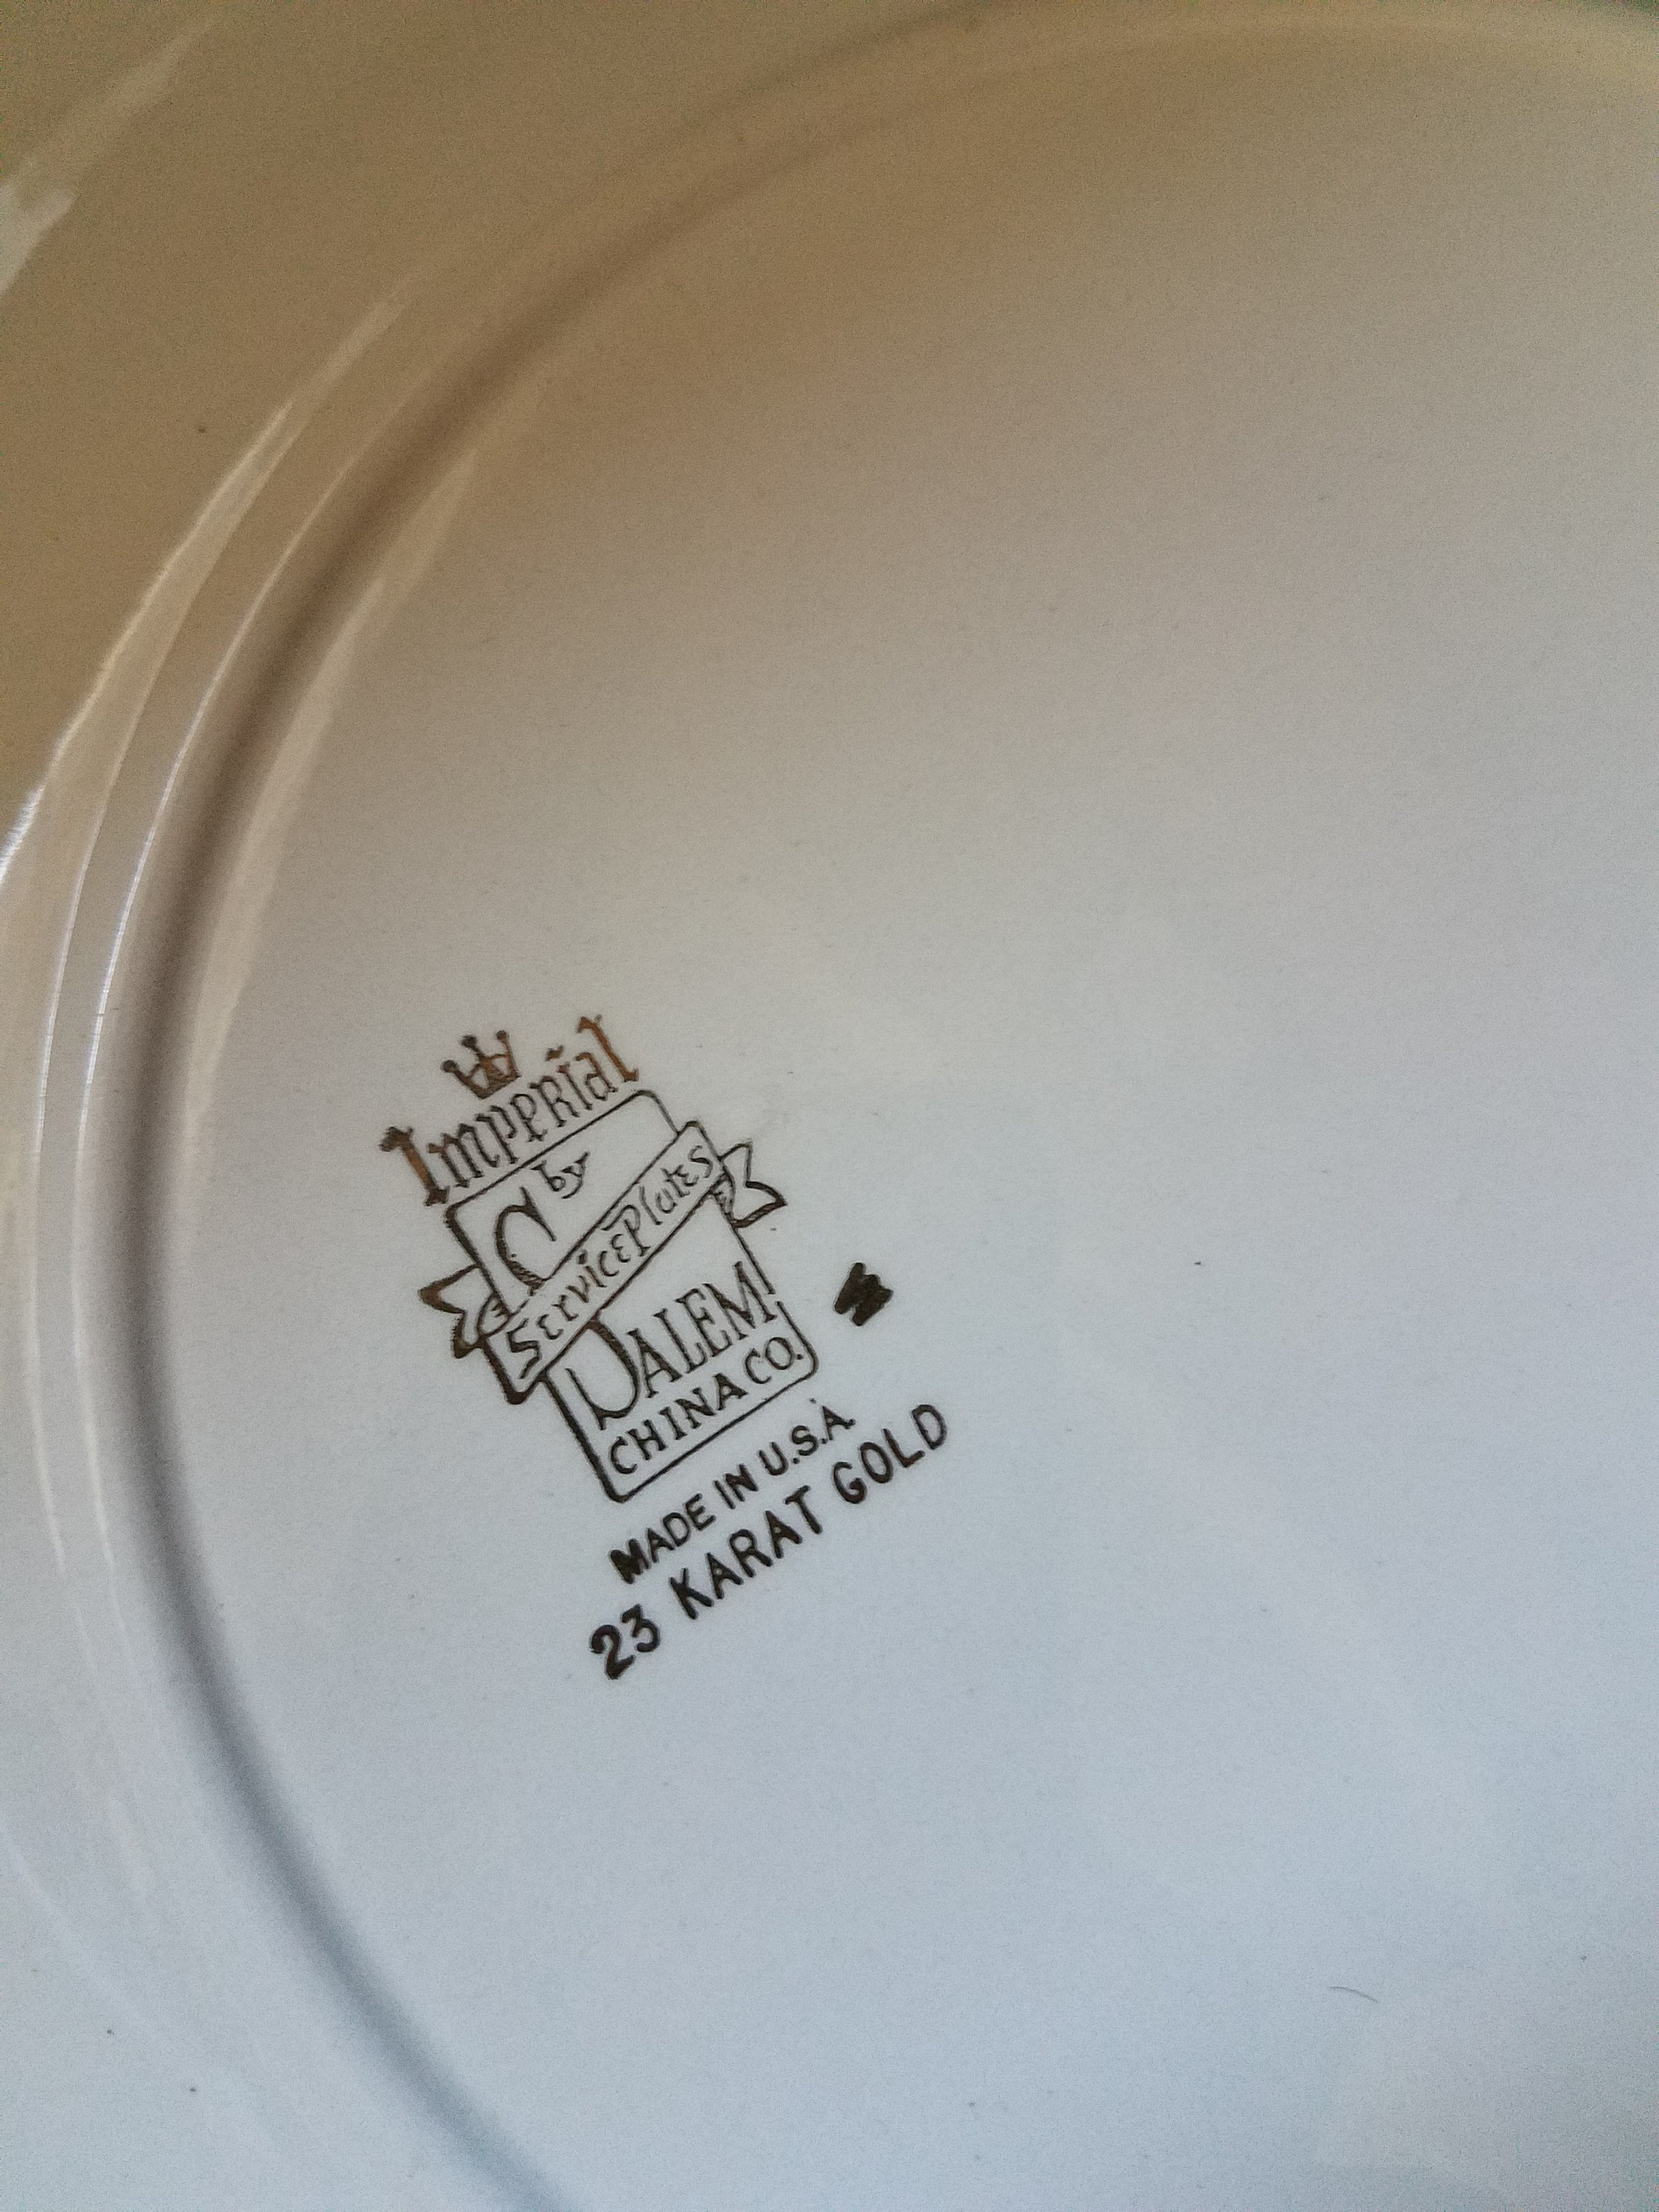 Imperial
by
Service Plates
SALEM
CHINA CO.
MADE IN U.S.A.
23 KARAT GOLD